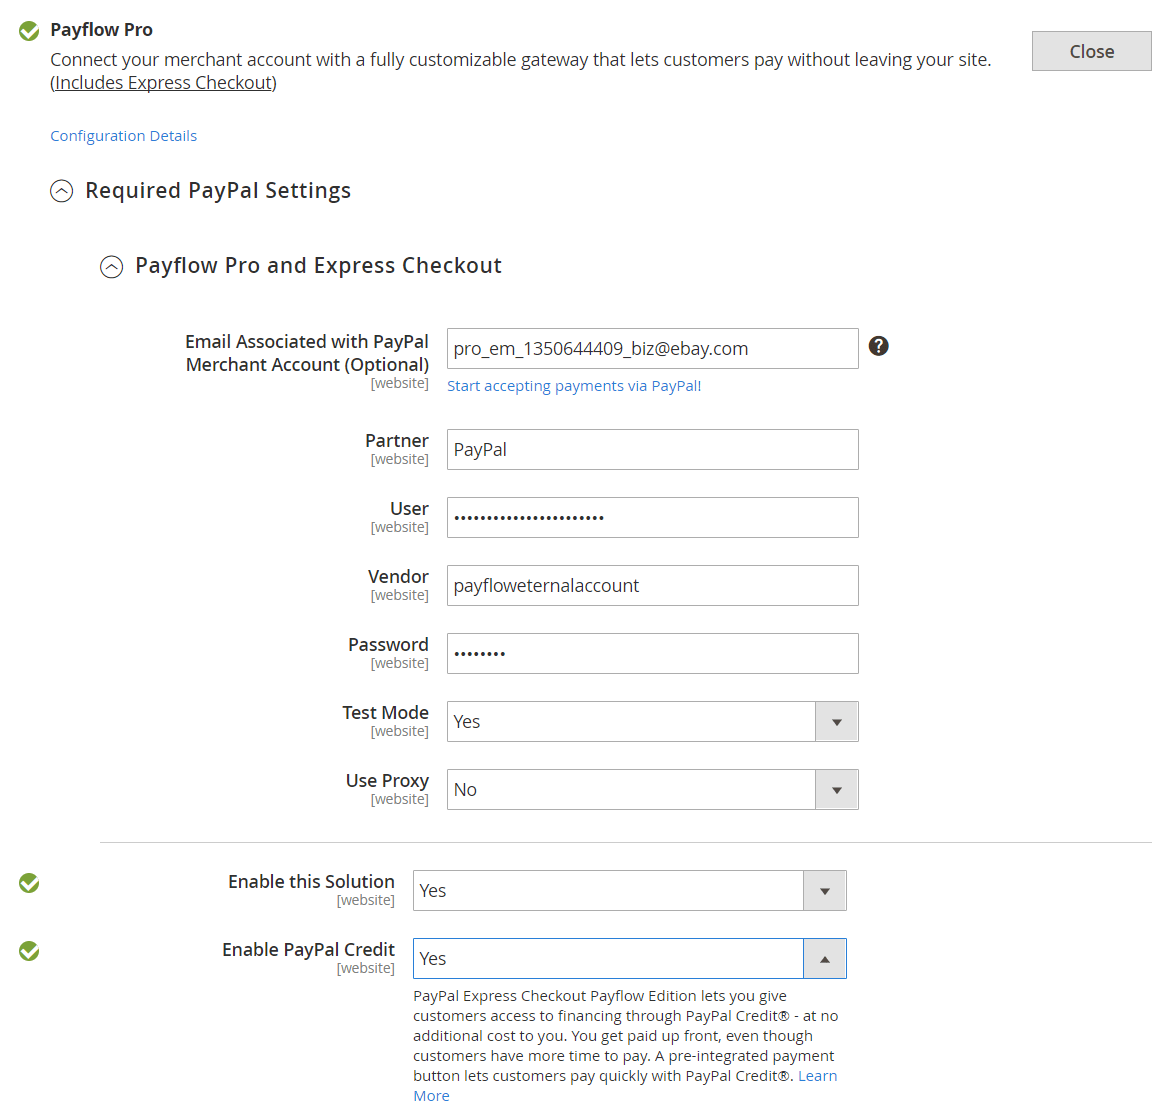 Payflow Pro
Connect your merchant account with a fully customizable gateway that lets customers pay without leaving your site.
(Includes Express Checkout)
Close
Configuration Details
Required PayPal Settings
Payflow Pro and Express Checkout
Email Associated with PayPal
Merchant Account (Optional)
[website]
pro_em_1350644409_biz@ebay.com
?
Start accepting payments via PayPal!
Partner
[website]
PayPal
User
[website]
•••••••••••••••••••••••
Vendor
[website]
payfloweternalaccount
Password
[website]
••••••••
Test Mode
[website]
Yes
Use Proxy
[website]
No
Enable this Solution
[website]
Yes
Enable PayPal Credit
[website]
Yes
PayPal Express Checkout Payflow Edition lets you give
customers access to financing through PayPal Credit® - at no
additional cost to you. You get paid up front, even though
customers have more time to pay. A pre-integrated payment
button lets customers pay quickly with PayPal Credit®. Learn
More